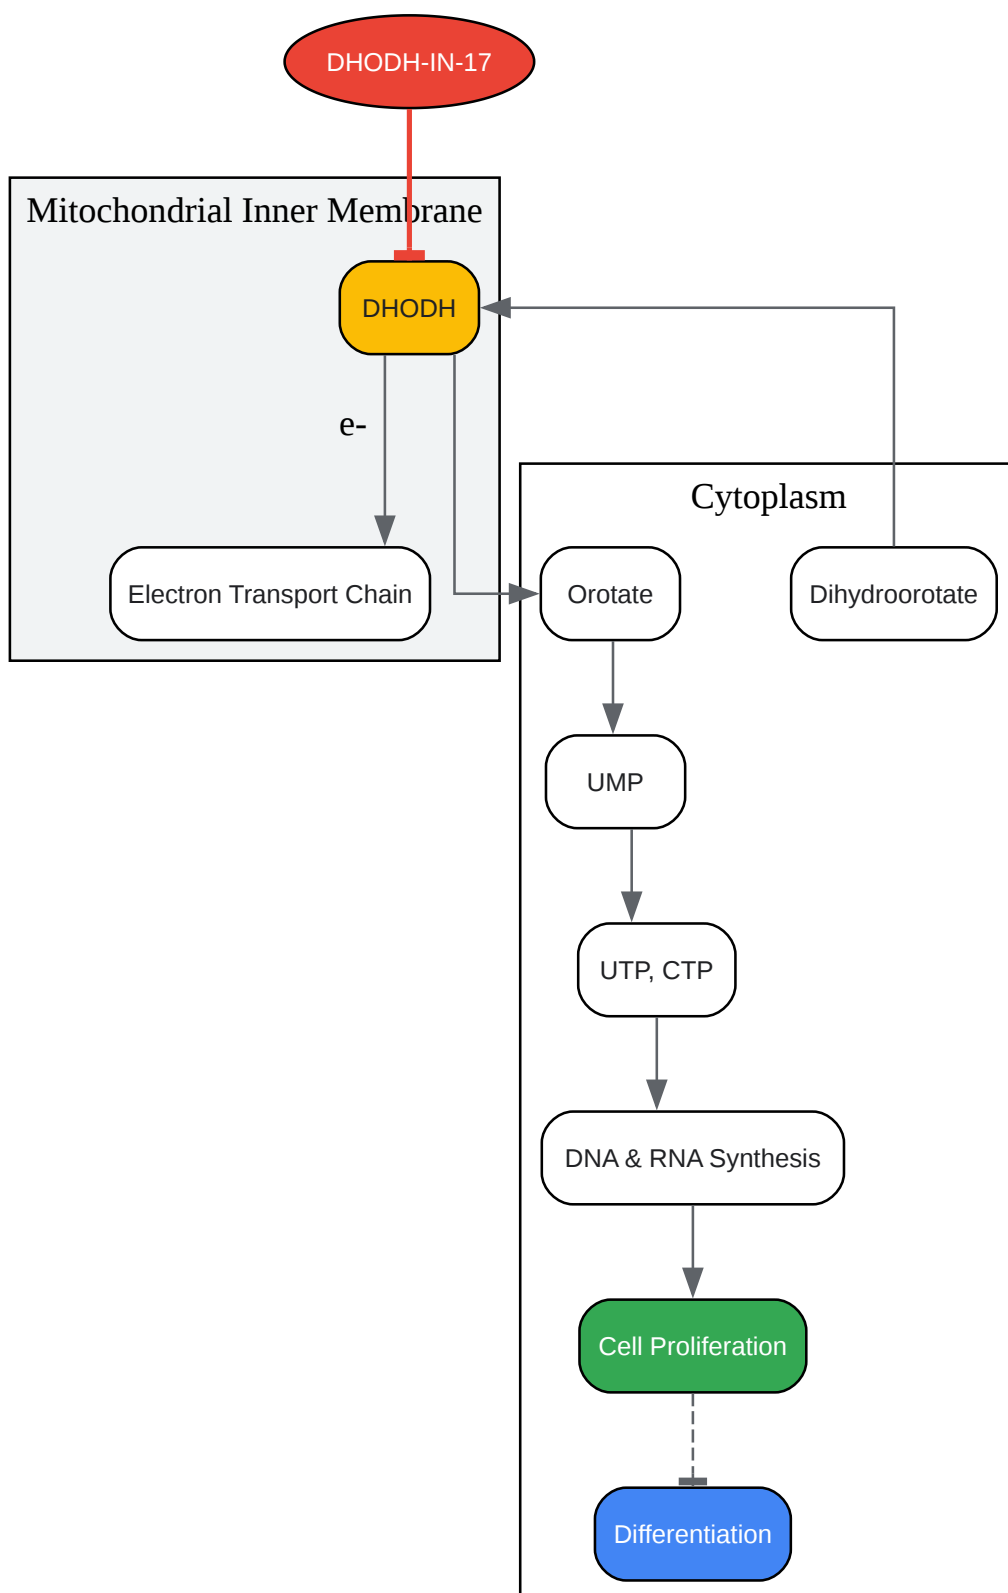 DHODH-IN-17
Mitochondrial Inner Membrane
DHODH
e-
Cytoplasm
Electron Transport Chain
Orotate
Dihydroorotate
UMP
UTP, CTP
DNA & RNA Synthesis
Cell Proliferation
Differentiation